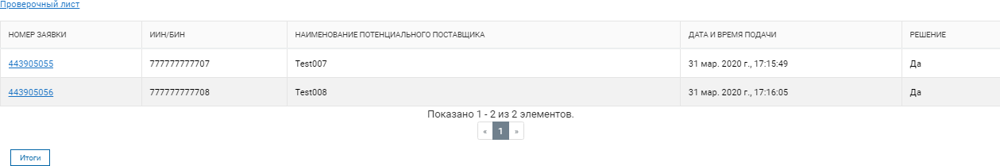 Проверочный лист
НОМЕР ЗАЯВКИ ИИН/БИН НАИМЕНОВАНИЕ ПОТЕНЦИАЛЬНОГО ПОСТАВЩИКА ДАТА И ВРЕМЯ ПОДАЧИ РЕШЕНИЕ
443905055 777777777707 Test007 31 мар. 2020 г., 17:15:49 Да
443905056 777777777708 Test008 31 мар. 2020 г., 17:16:05 Да
Показано 1 - 2 из 2 элементов.
« 1 »
Итоги